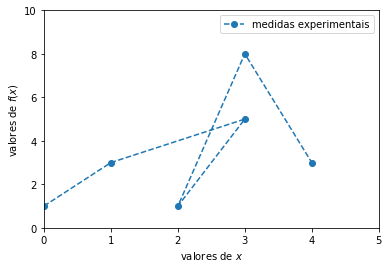 10
8
6
4
2
0
0 1 2 3 4 5
valores de f(x)
valores de x
medidas experimentais